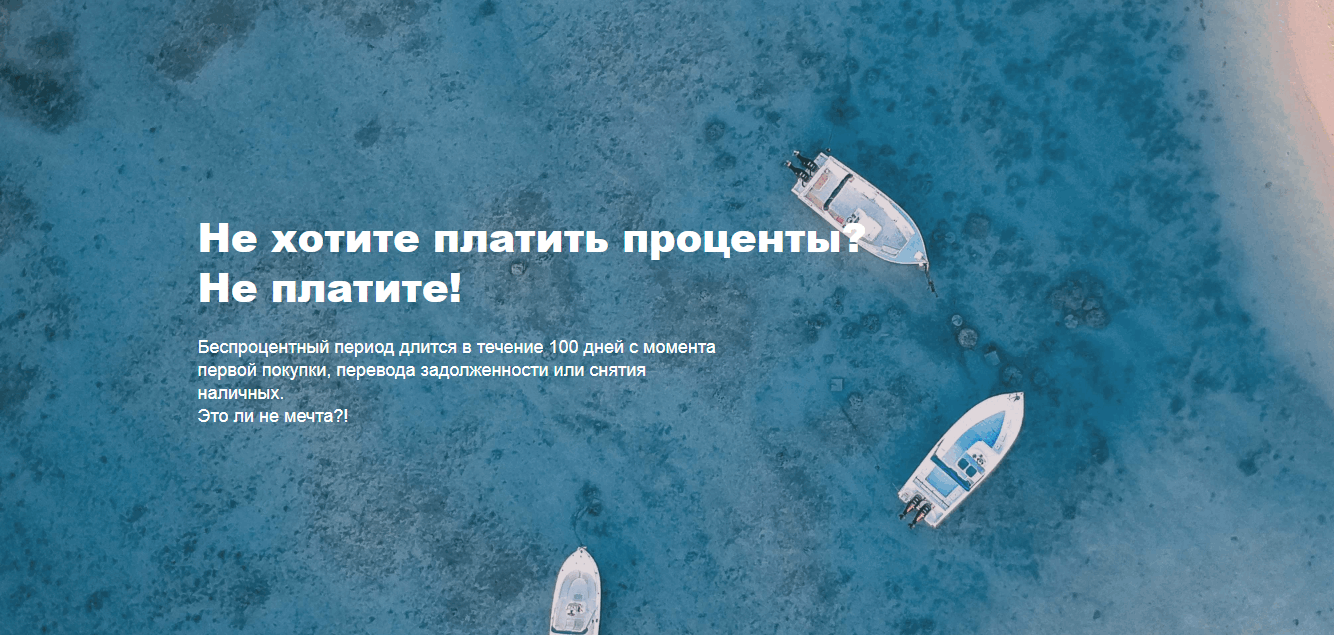 Не хотите платить проценты?
Не платите!
Беспроцентный период длится в течение 100 дней с момента
первой покупки, перевода задолженности или снятия
наличных.
Это ли не мечта?!